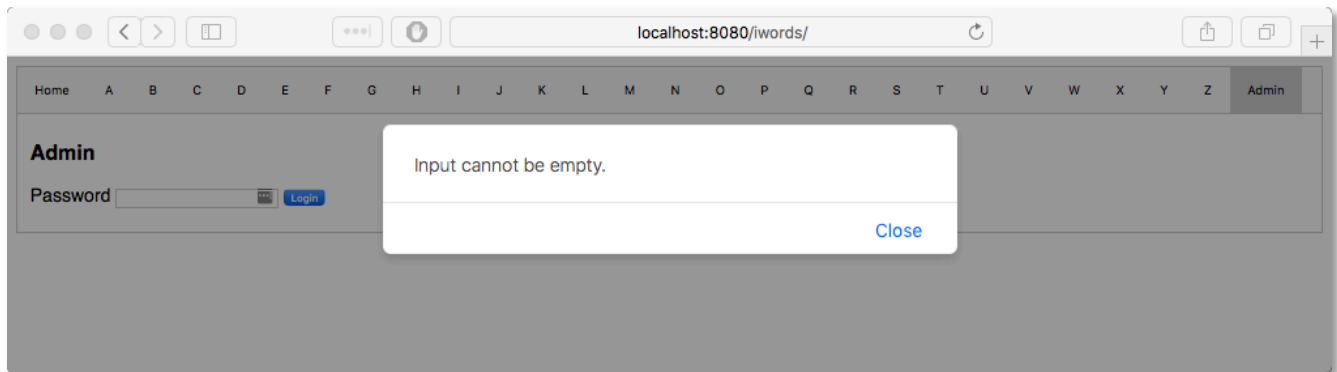 localhost:8080/iwords/
Home A B C D E F G H I J K L M N O P Q R S T U V W X Y Z Admin
Admin
Input cannot be empty.
Password Login
Close